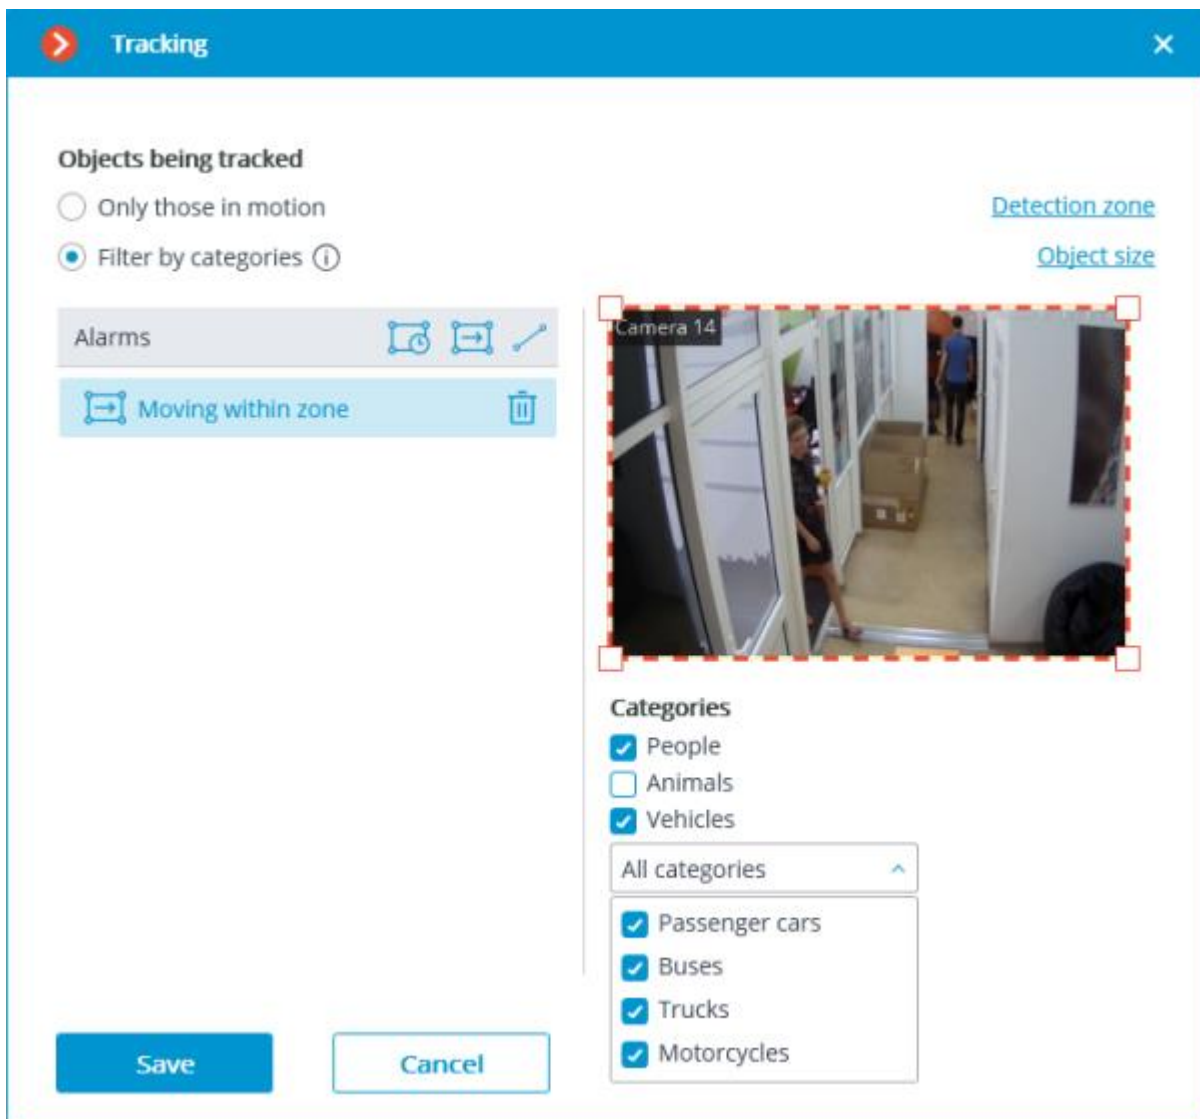 Tracking
Objects being tracked
Only those in motion
Detection zone
Filter by categories
Object size
Alarms
Camera 14
Moving within zone
Categories
People
Animals
Vehicles
All categories
Passenger cars
Buses
Trucks
Motorcycles
Save
Cancel